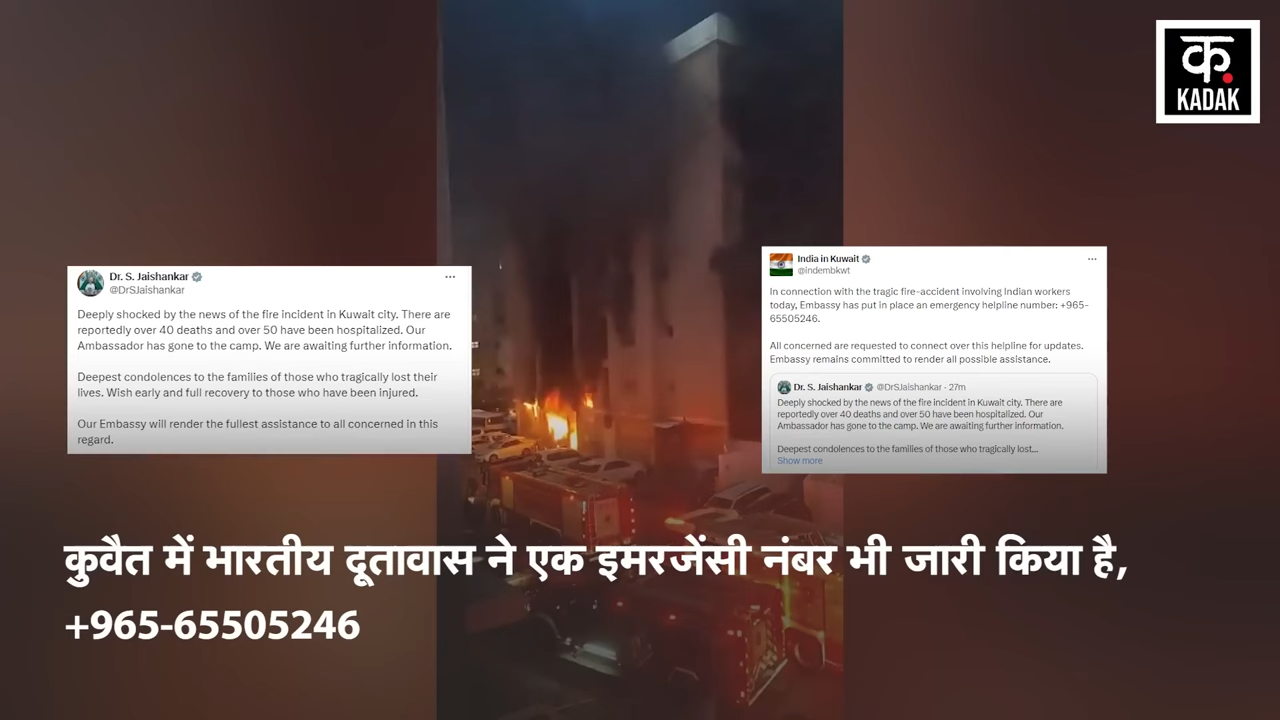 क.
KADAK
Dr. S. Jaishankar
@DrSJaishankar
Deeply shocked by the news of the fire incident in Kuwait city. There are
reportedly over 40 deaths and over 50 have been hospitalized. Our
Ambassador has gone to the camp. We are awaiting further information.
Deepest condolences to the families of those who tragically lost their
lives. Wish early and full recovery to those who have been injured.
Our Embassy will render the fullest assistance to all concerned in this
regard.
India in Kuwait
@indembkwt
In connection with the tragic fire-accident involving Indian workers
today, Embassy has put in place an emergency helpline number: +965-
65505246.
All concerned are requested to connect over this helpline for updates.
Embassy remains committed to render all possible assistance.
Dr. S. Jaishankar @DrSJaishankar · 27m
Deeply shocked by the news of the fire incident in Kuwait city. There are
reportedly over 40 deaths and over 50 have been hospitalized. Our
Ambassador has gone to the camp. We are awaiting further information.
Deepest condolences to the families of those who tragically lost...
Show more
कुवैत में भारतीय दूतावास ने एक इमरजेंसी नंबर भी जारी किया है,
+965-65505246